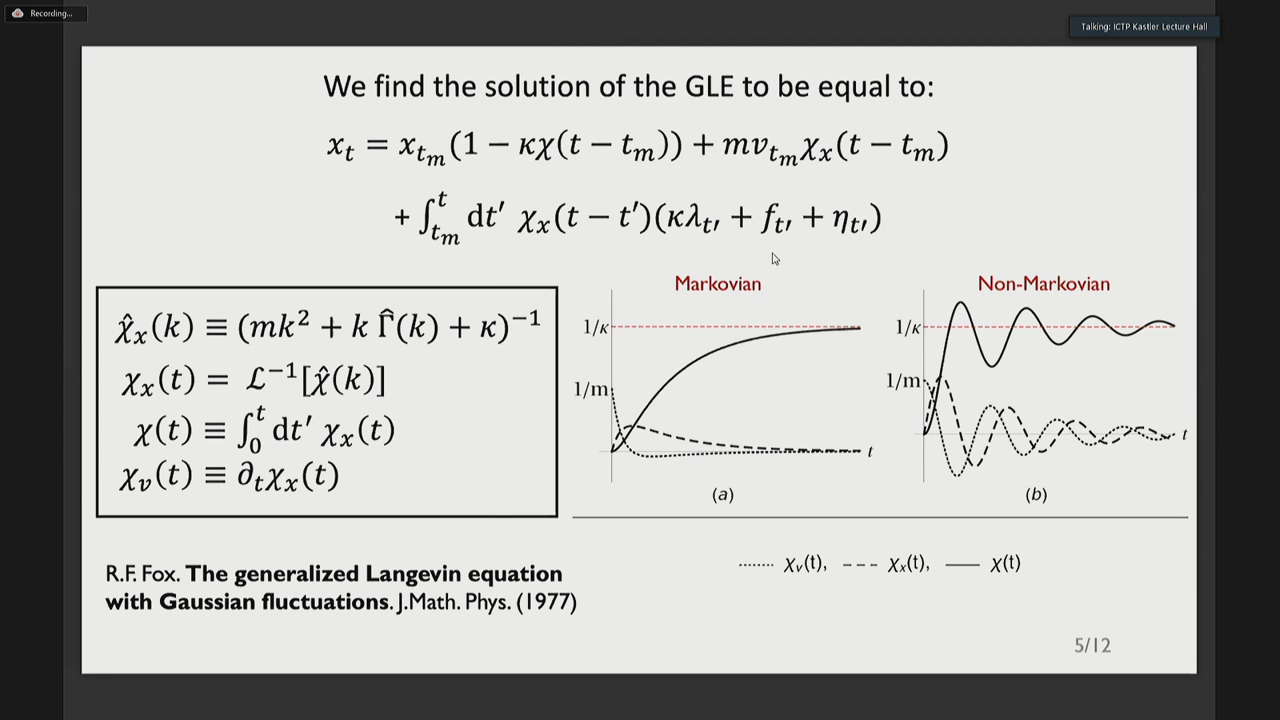 Recording...
Talking: ICTP Kastler Lecture Hall
We find the solution of the GLE to be equal to:
x_t = x_{t_m}(1 − κχ(t − t_m)) + mv_{t_m}χ_x(t − t_m)
+ ∫_{t_m}^{t} dt′ χ_x(t − t′)(κλ_{t′} + f_{t′} + η_{t′})
χ̂_x(k) ≡ (mk² + k Γ̂(k) + κ)⁻¹
χ_x(t) = ℒ⁻¹[χ̂(k)]
χ(t) ≡ ∫_0^t dt′ χ_x(t)
χ_v(t) ≡ ∂_tχ_x(t)
Markovian
1/κ
1/m
t
(a)
Non-Markovian
1/κ
1/m
t
(b)
χ_v(t), χ_x(t), χ(t)
R.F. Fox. The generalized Langevin equation
with Gaussian fluctuations. J.Math. Phys. (1977)
5/12